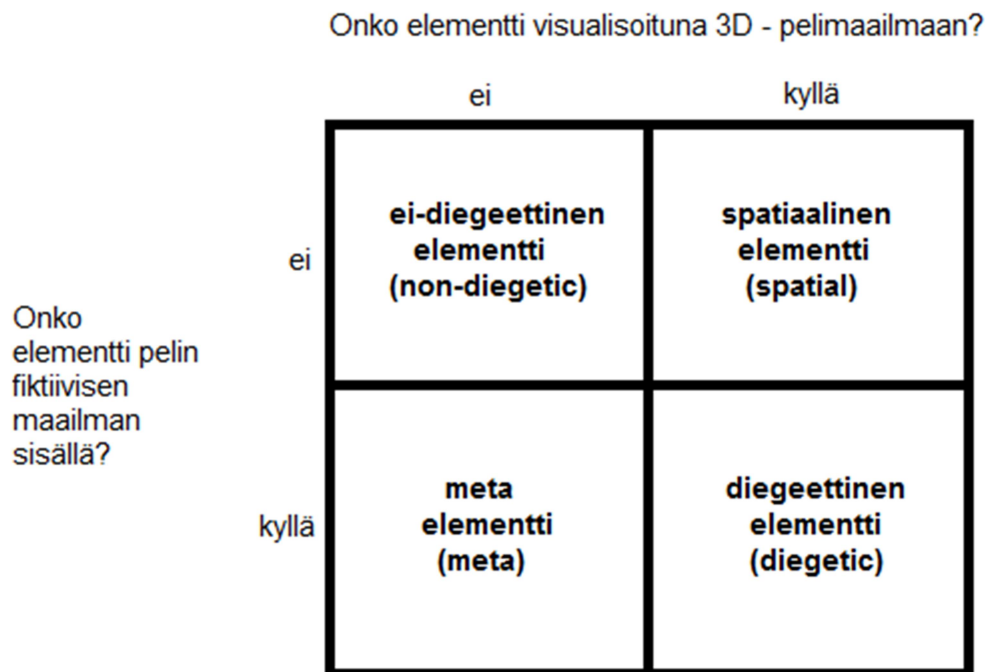 Onko elementti visualisoituna 3D - pelimaailmaan?
ei
kyllä
ei-diegeettinen
elementti
(non-diegetic)
spatiaalinen
elementti
(spatial)
ei
Onko
elementti pelin
fiktiivisen
maailman
sisällä?
meta
elementti
(meta)
diegeettinen
elementti
(diegetic)
kyllä